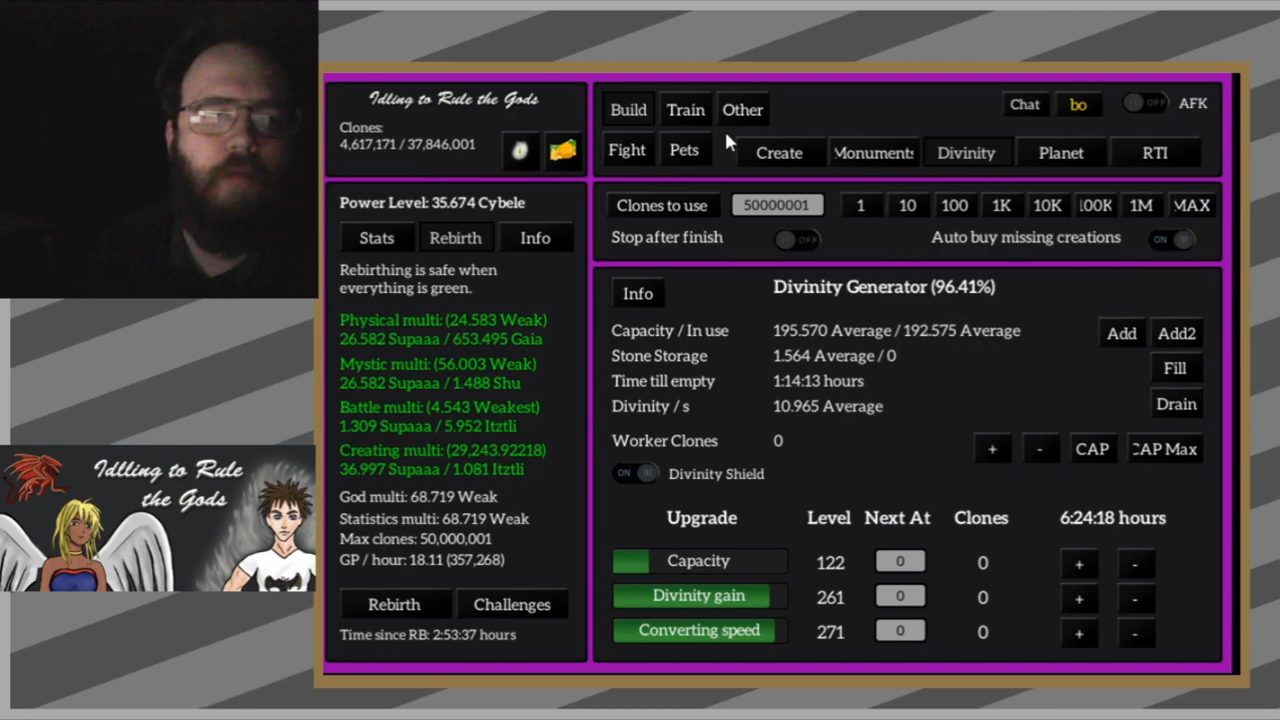 Idling to Rule the Gods
Clones:
4,617,171 / 37,846,001
Build
Train
Other
Chat
bo
OFF
AFK
Fight
Pets
Create
Monuments
Divinity
Planet
RTI
Power Level: 35.674 Cybele
Stats
Rebirth
Info
Rebirthing is safe when
everything is green.
Physical multi: (24.583 Weak)
26.582 Supaaa / 653.495 Gaia
Mystic multi: (56.003 Weak)
26.582 Supaaa / 1.488 Shu
Battle multi: (4.543 Weakest)
1.309 Supaaa / 5.952 Itztli
Creating multi: (29,243.92218)
36.997 Supaaa / 1.081 Itztli
God multi: 68.719 Weak
Statistics multi: 68.719 Weak
Max clones: 50,000,001
GP / hour: 18.11 (357,268)
Rebirth
Challenges
Time since RB: 2:53:37 hours
Clones to use
50000001
1
10
100
1K
10K
100K
1M
MAX
Stop after finish
OFF
Auto buy missing creations
ON
Info
Divinity Generator (96.41%)
Capacity / In use 195.570 Average / 192.575 Average
Add
Add2
Stone Storage 1.564 Average / 0
Fill
Time till empty 1:14:13 hours
Divinity / s 10.965 Average
Drain
Worker Clones 0
+
-
CAP
CAP Max
ON
Divinity Shield
Upgrade Level Next At Clones 6:24:18 hours
Capacity 122 0 0 + -
Divinity gain 261 0 0 + -
Converting speed 271 0 0 + -
Idlling to Rule
the Gods